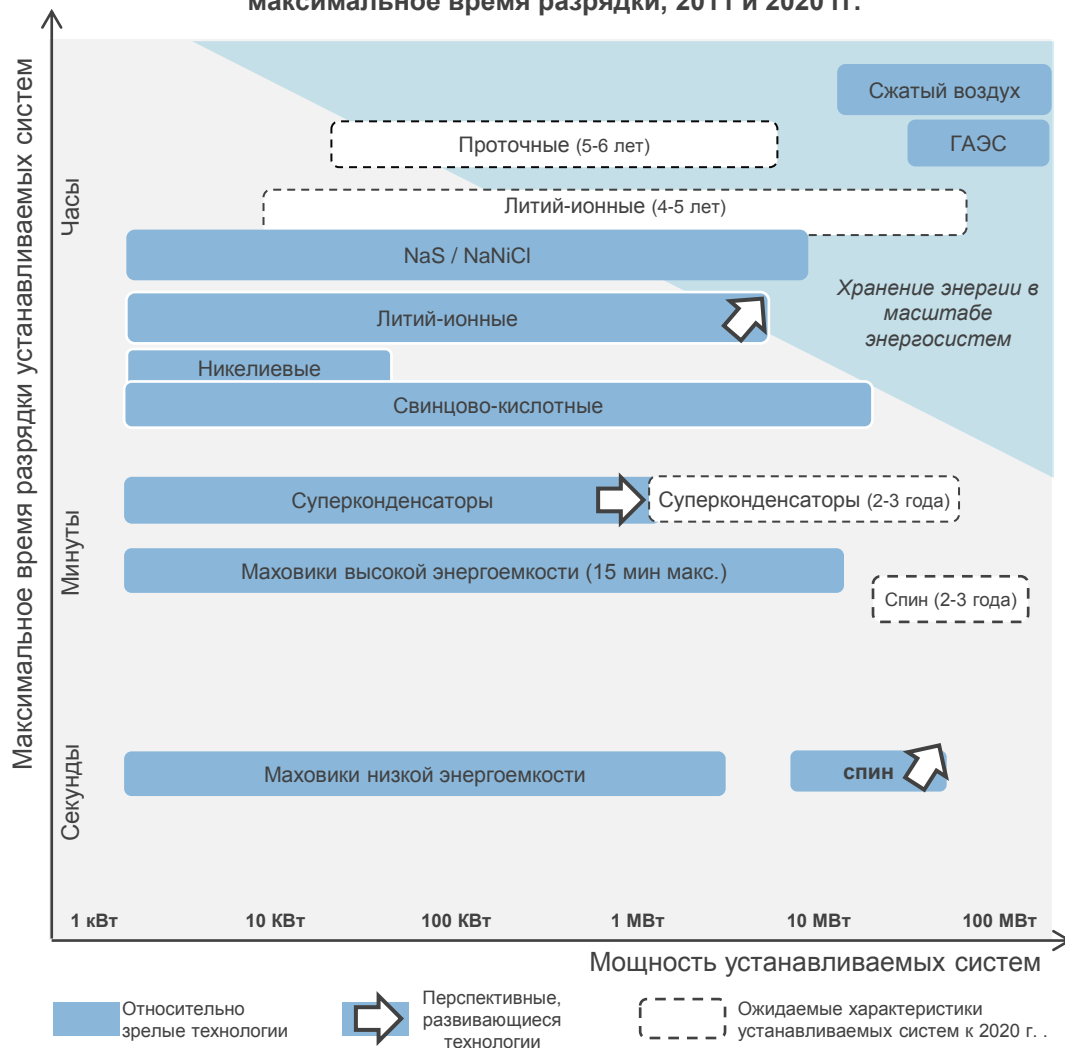 максимальное время разрядки, 2011 и 2020 гг.
Максимальное время разрядки устанавливаемых систем
Часы
Минуты
Секунды
Сжатый воздух
Проточные (5-6 лет)
ГАЭС
Литий-ионные (4-5 лет)
NaS / NaNiCl
Хранение энергии в
масштабе
энергосистем
Литий-ионные
Никелиевые
Свинцово-кислотные
Суперконденсаторы
Суперконденсаторы (2-3 года)
Маховики высокой энергоемкости (15 мин макс.)
Спин (2-3 года)
Маховики низкой энергоемкости
спин
1 кВт 10 КВт 100 КВт 1 МВт 10 МВт 100 МВт
Мощность устанавливаемых систем
Относительно
зрелые технологии
Перспективные,
развивающиеся
технологии
Ожидаемые характеристики
устанавливаемых систем к 2020 г. .